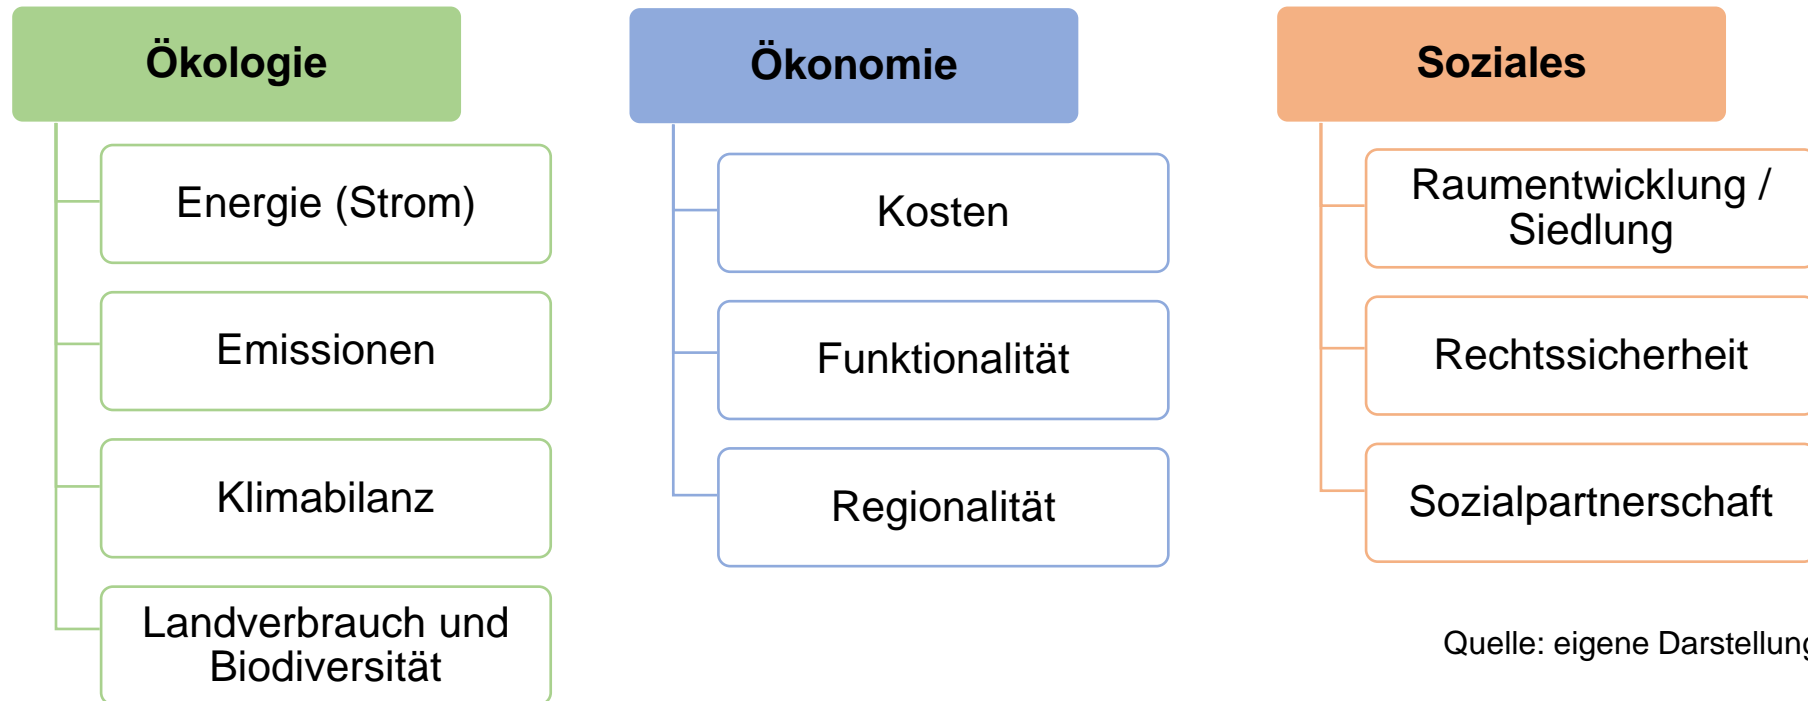 Ökologie
Energie (Strom)
Emissionen
Klimabilanz
Landverbrauch und
Biodiversität
Ökonomie
Kosten
Funktionalität
Regionalität
Soziales
Raumentwicklung /
Siedlung
Rechtssicherheit
Sozialpartnerschaft
Quelle: eigene Darstellung